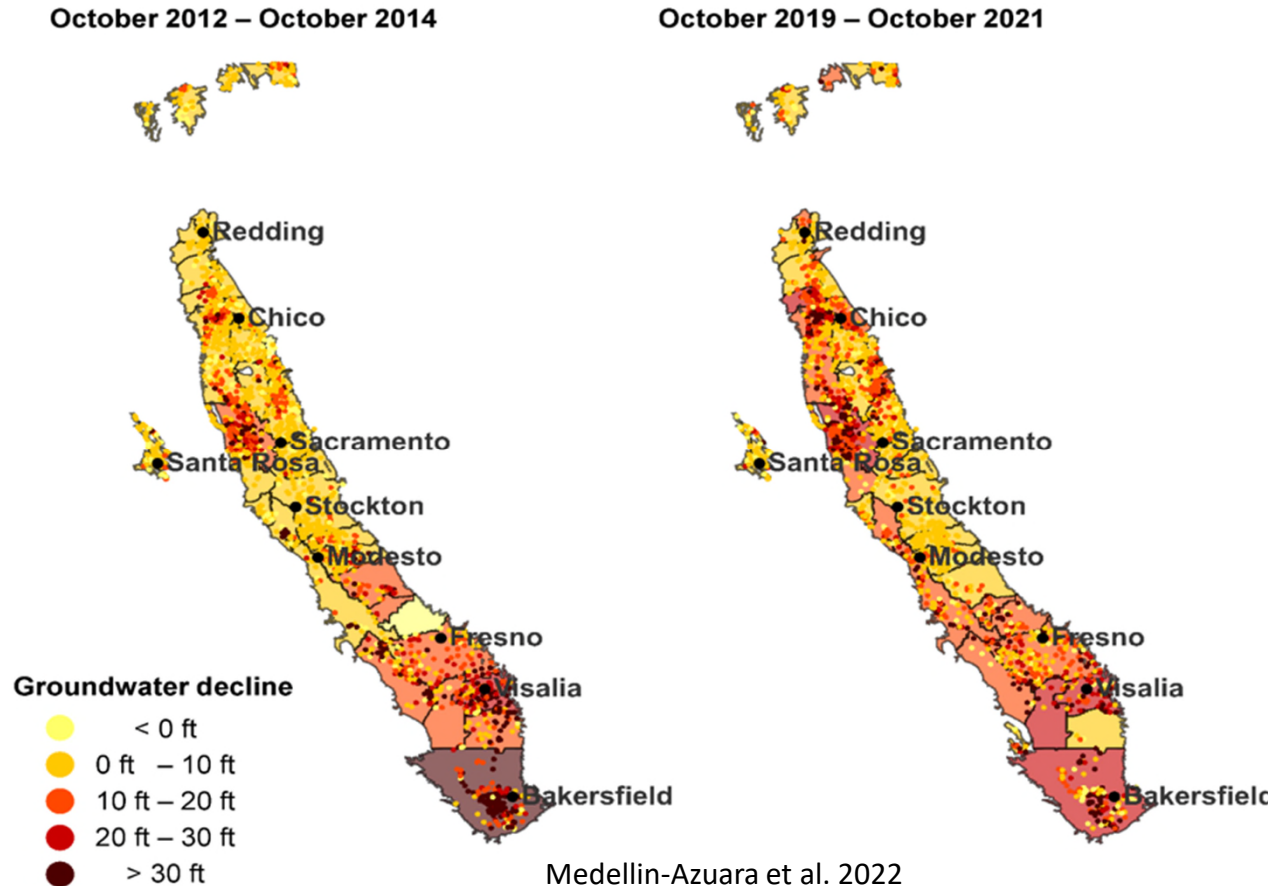 October 2012 – October 2014
October 2019 – October 2021
Redding
Chico
Sacramento
Santa Rosa
Stockton
Modesto
Fresno
Visalia
Bakersfield
Redding
Chico
Sacramento
Santa Rosa
Stockton
Modesto
Fresno
Visalia
Bakersfield
Groundwater decline
< 0 ft
0 ft – 10 ft
10 ft – 20 ft
20 ft – 30 ft
> 30 ft
Medellin-Azuara et al. 2022